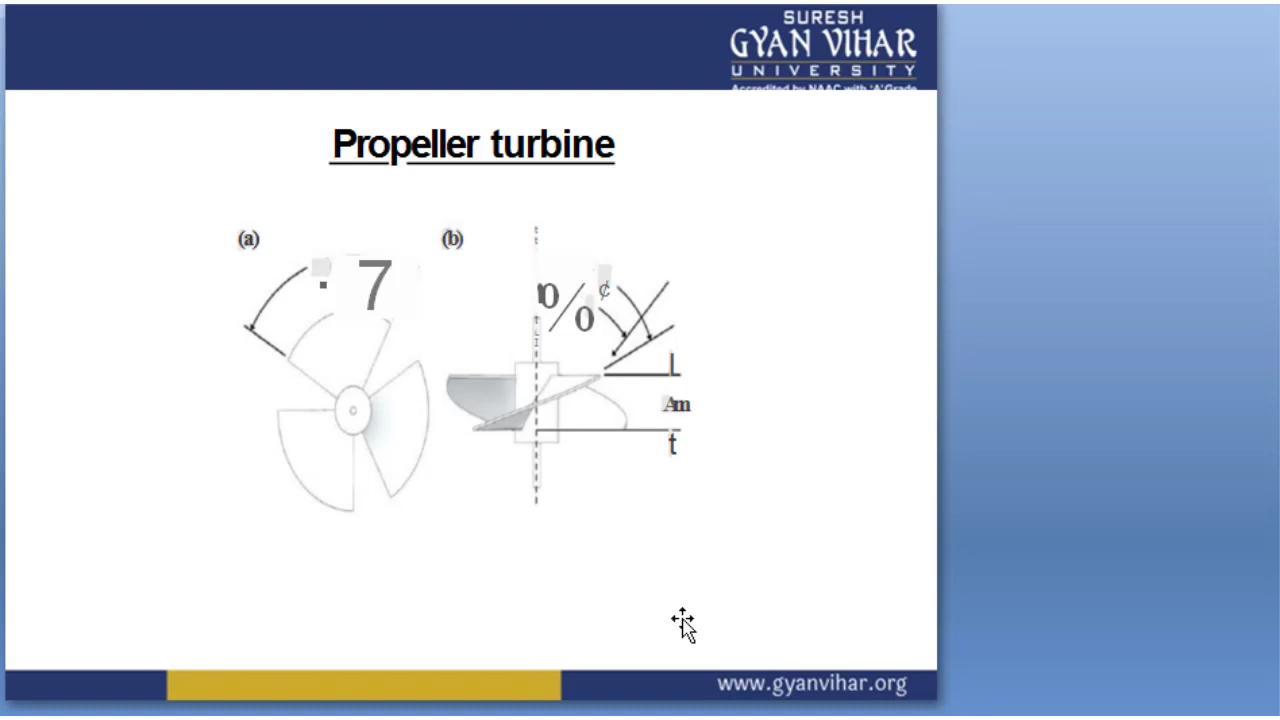 SURESH
GYAN VIHAR
UNIVERSITY
Accredited by NAAC with 'A' Grade
Propeller turbine
(a)
(b)
7
0/0
¢
L
Am
t
www.gyanvihar.org